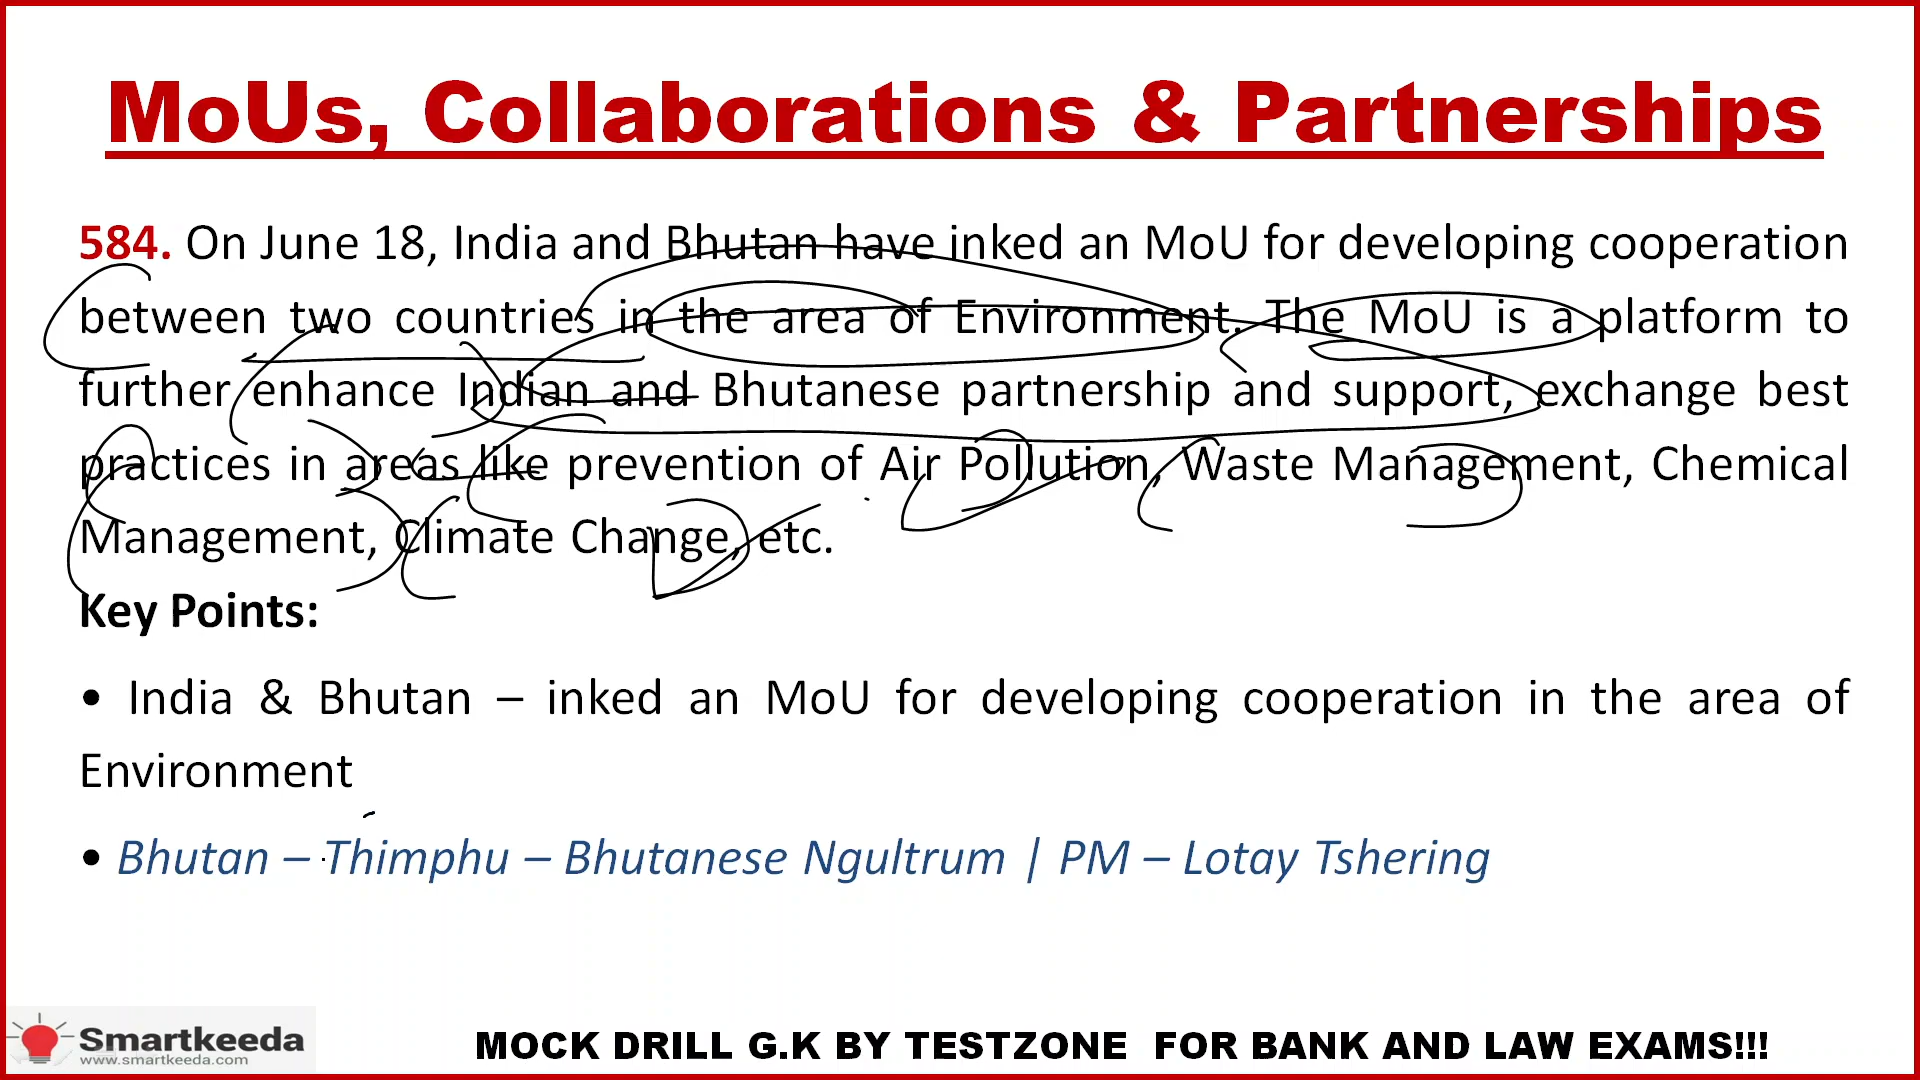 MoUs, Collaborations & Partnerships
584. On June 18, India and Bhutan have inked an MoU for developing cooperation
between two countries in the area of Environment. The MoU is a platform to
further enhance Indian and Bhutanese partnership and support, exchange best
practices in areas like prevention of Air Pollution, Waste Management, Chemical
Management, Climate Change, etc.
Key Points:
• India & Bhutan – inked an MoU for developing cooperation in the area of
Environment
• Bhutan – Thimphu – Bhutanese Ngultrum | PM – Lotay Tshering
Smartkeeda
www.smartkeeda.com
MOCK DRILL G.K BY TESTZONE FOR BANK AND LAW EXAMS!!!